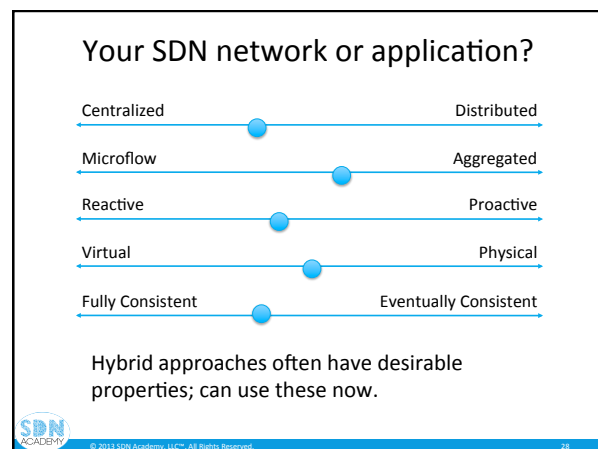 Your SDN network or application?
Centralized Distributed
Microflow Aggregated
Reactive Proactive
Virtual Physical
Fully Consistent Eventually Consistent
Hybrid approaches often have desirable
properties; can use these now.
SDN
ACADEMY
© 2013 SDN Academy, LLC™. All Rights Reserved. 28